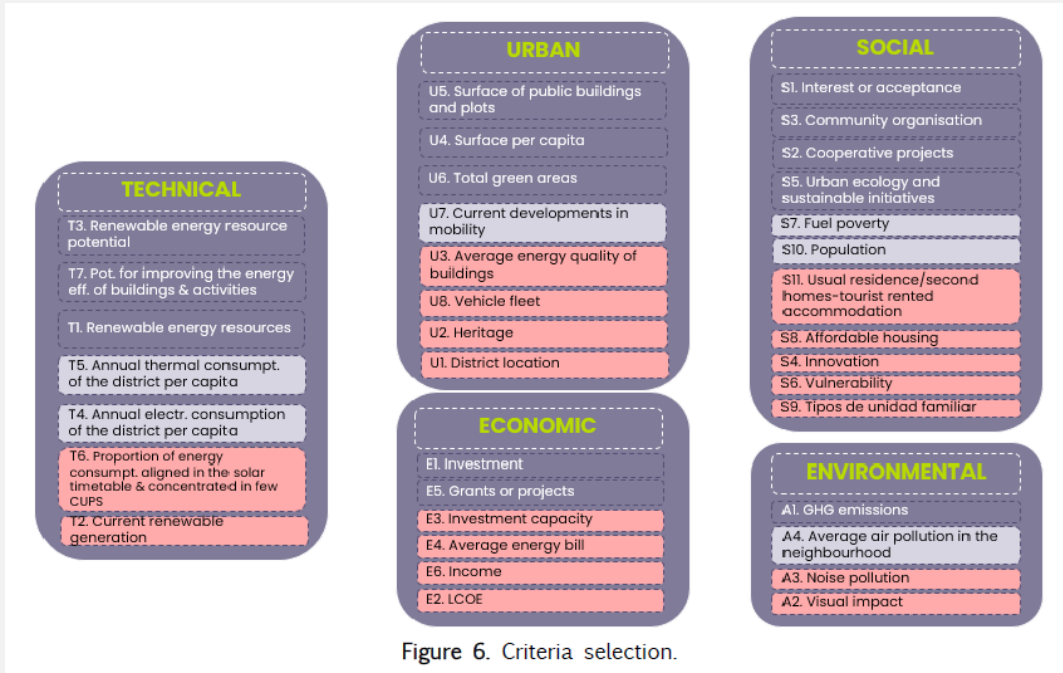 TECHNICAL
T3. Renewable energy resource
potential
T7. Pot. for improving the energy
eff. of buildings & activities
T1. Renewable energy resources
T5. Annual thermal consumpt.
of the district per capita
T4. Annual electr. consumption
of the district per capita
T6. Proportion of energy
consumpt. aligned in the solar
timetable & concentrated in few
CUPS
T2. Current renewable
generation
URBAN
U5. Surface of public buildings
and plots
U4. Surface per capita
U6. Total green areas
U7. Current developments in
mobility
U3. Average energy quality of
buildings
U8. Vehicle fleet
U2. Heritage
U1. District location
ECONOMIC
E1. Investment
E5. Grants or projects
E3. Investment capacity
E4. Average energy bill
E6. Income
E2. LCOE
SOCIAL
S1. Interest or acceptance
S3. Community organisation
S2. Cooperative projects
S5. Urban ecology and
sustainable initiatives
S7. Fuel poverty
S10. Population
S11. Usual residence/second
homes-tourist rented
accommodation
S8. Affordable housing
S4. Innovation
S6. Vulnerability
S9. Tipos de unidad familiar
ENVIRONMENTAL
A1. GHG emissions
A4. Average air pollution in the
neighbourhood
A3. Noise pollution
A2. Visual impact
Figure 6. Criteria selection.